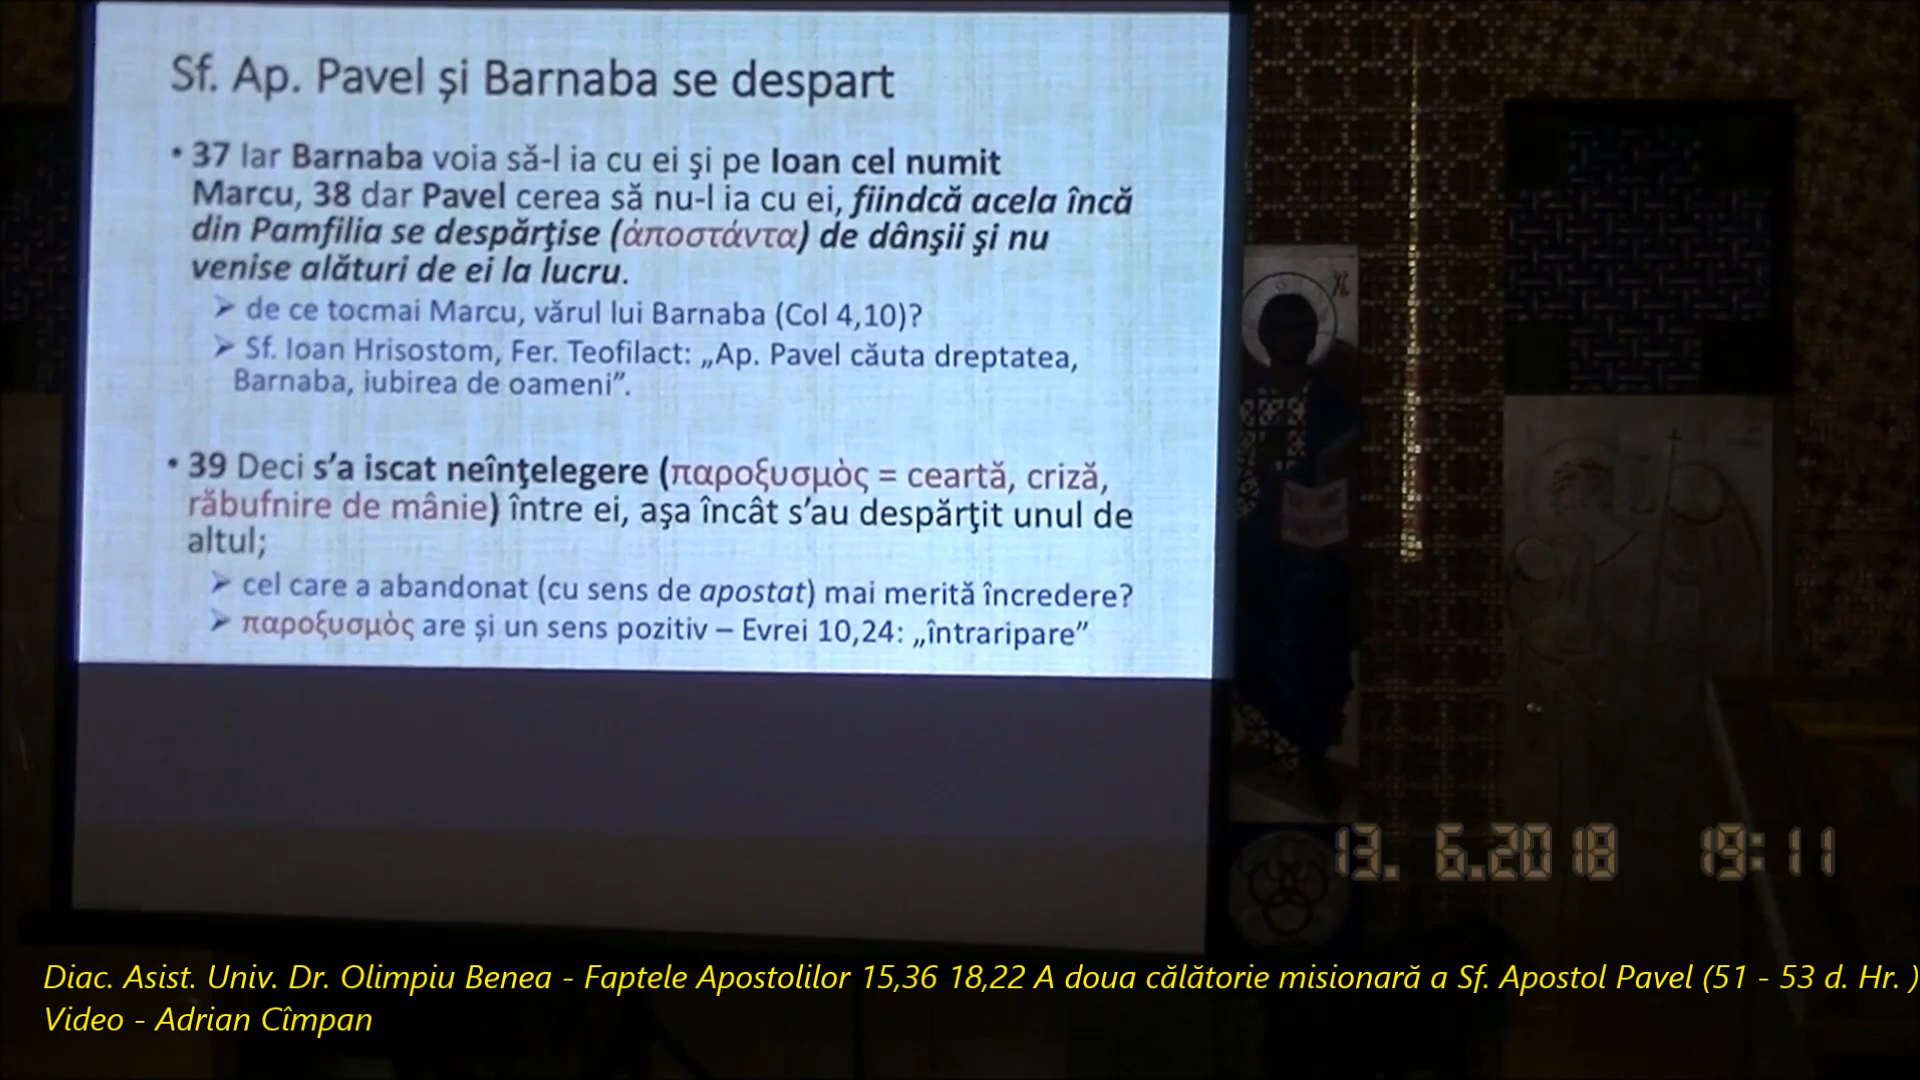 Sf. Ap. Pavel și Barnaba se despart
• 37 Iar Barnaba voia să-l ia cu ei şi pe Ioan cel numit
Marcu, 38 dar Pavel cerea să nu-l ia cu ei, fiindcă acela încă
din Pamfilia se despărţise (ἀποστάντα) de dânşii şi nu
venise alături de ei la lucru.
➢ de ce tocmai Marcu, vărul lui Barnaba (Col 4,10)?
➢ Sf. Ioan Hrisostom, Fer. Teofilact: „Ap. Pavel căuta dreptatea,
Barnaba, iubirea de oameni”.
• 39 Deci s’a iscat neînţelegere (παροξυσμὸς = ceartă, criză,
răbufnire de mânie) între ei, aşa încât s’au despărţit unul de
altul;
➢ cel care a abandonat (cu sens de apostat) mai merită încredere?
➢ παροξυσμὸς are și un sens pozitiv – Evrei 10,24: „întraripare”
13. 6.2018 19:11
Diac. Asist. Univ. Dr. Olimpiu Benea - Faptele Apostolilor 15,36 18,22 A doua călătorie misionară a Sf. Apostol Pavel (51 - 53 d. Hr. )
Video - Adrian Cîmpan